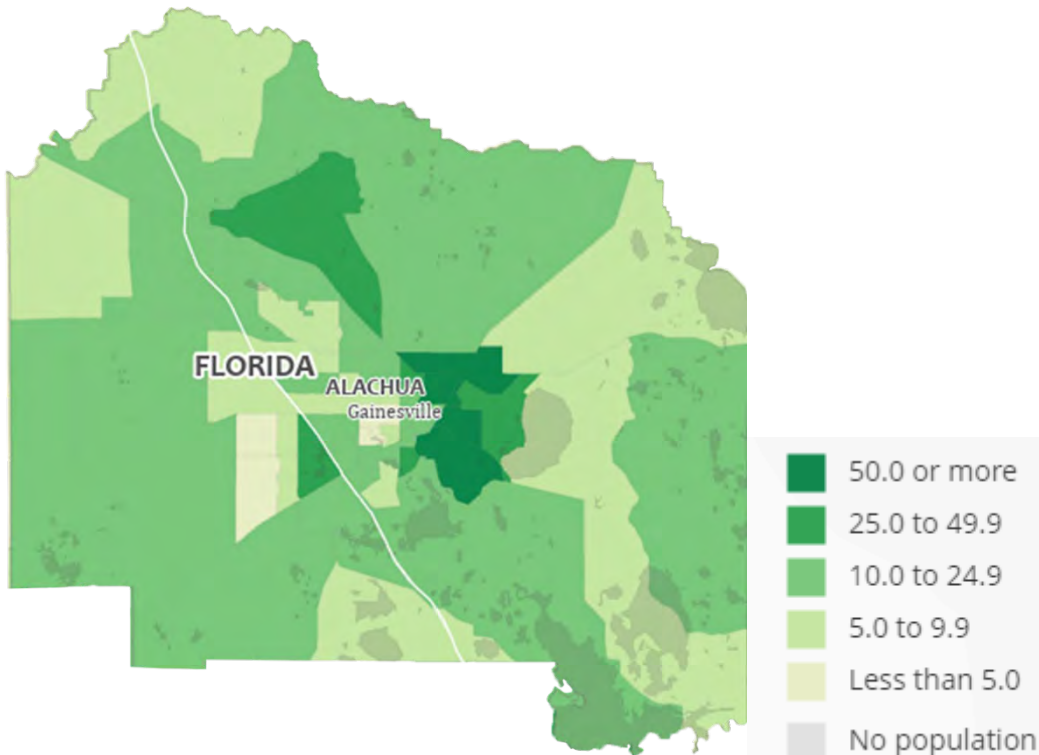 FLORIDA
ALACHUA
Gainesville
50.0 or more
25.0 to 49.9
10.0 to 24.9
5.0 to 9.9
Less than 5.0
No population